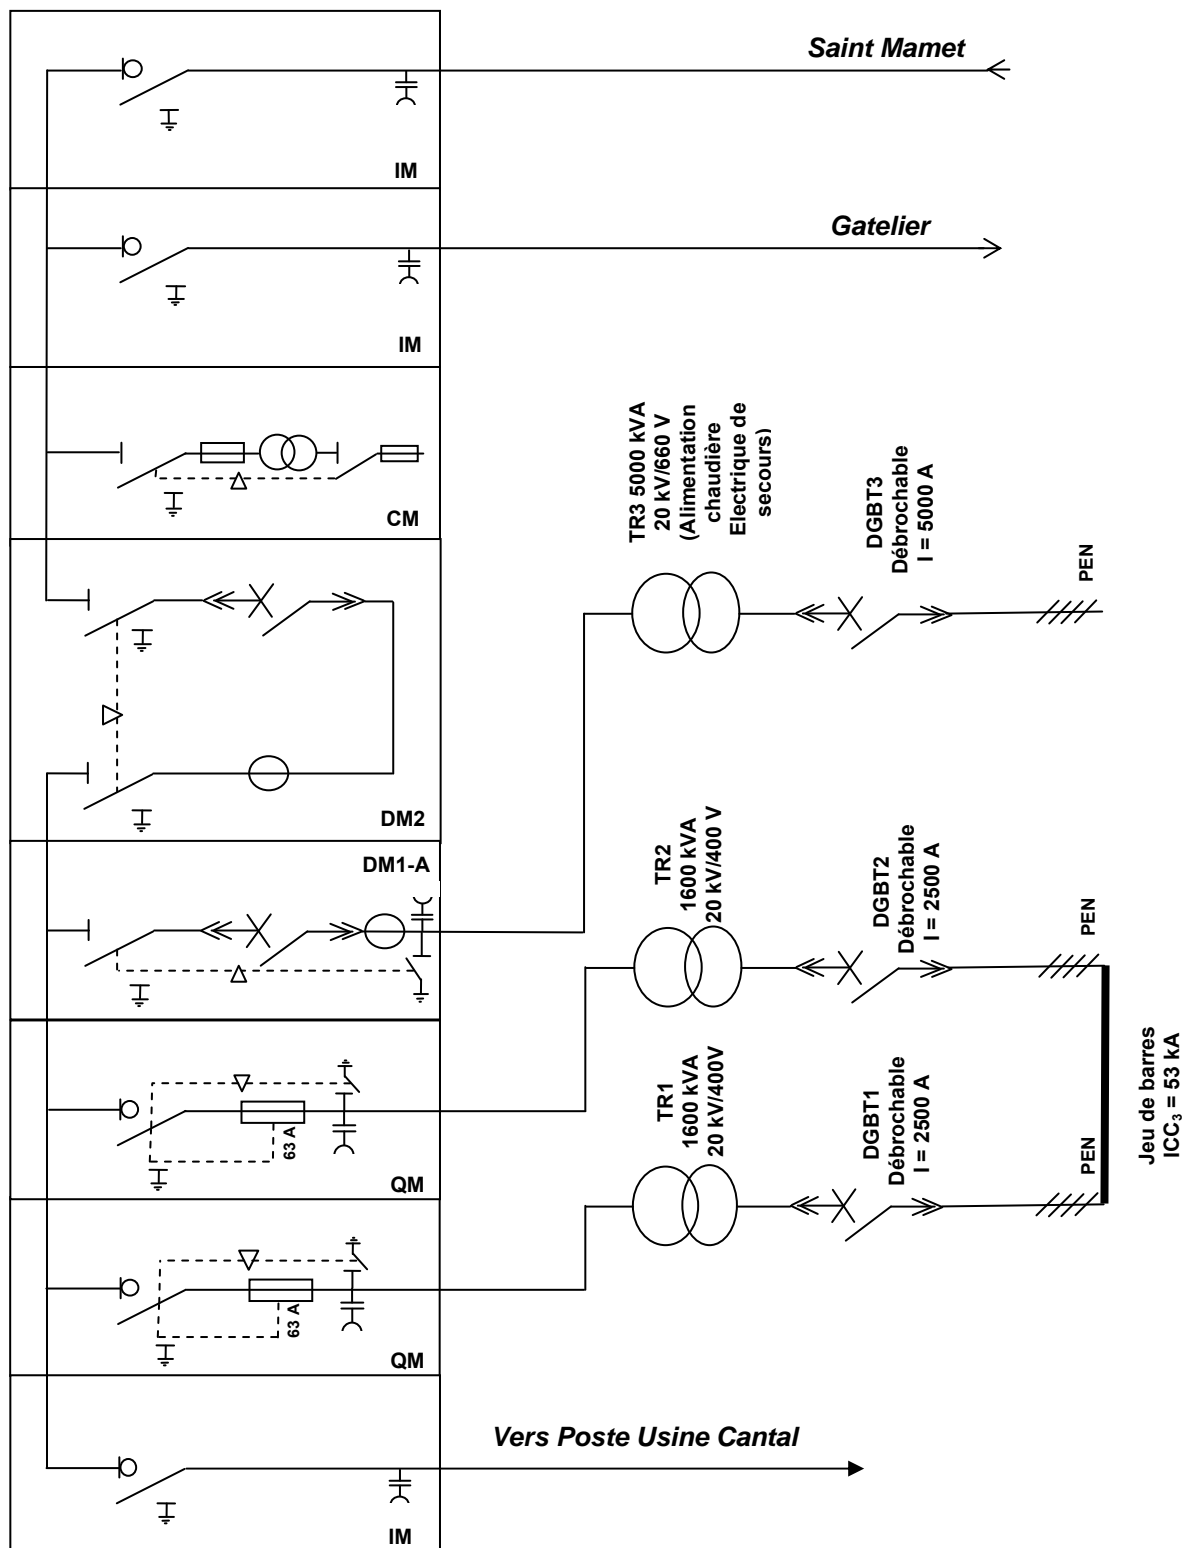 Saint Mamet
IM
Gatelier
IM
CM
TR3 5000 kVA
20 kV/660 V
(Alimentation
chaudière
Electrique de
secours)
DGBT3
Débrochable
I = 5000 A
PEN
DM2
DM1-A
TR2
1600 kVA
20 kV/400 V
DGBT2
Débrochable
I = 2500 A
PEN
63 A
QM
TR1
1600 kVA
20 kV/400V
DGBT1
Débrochable
I = 2500 A
PEN
Jeu de barres
ICC₃ = 53 kA
63 A
QM
Vers Poste Usine Cantal
IM